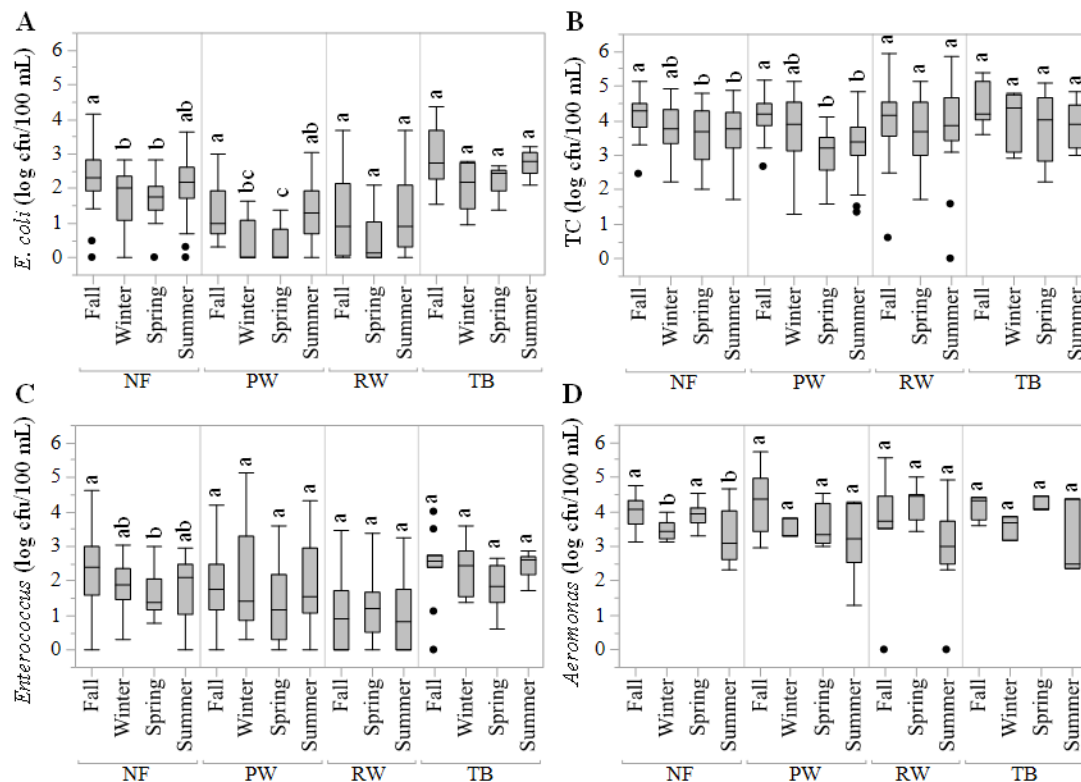 A
E. coli (log cfu/100 mL)
6
5
4
3
2
1
0
a b b ab a bc c ab a a a a a a a
Fall Winter Spring Summer Fall Winter Spring Summer Fall Spring Summer Fall Winter Spring Summer
NF PW RW TB
B
TC (log cfu/100 mL)
6
5
4
3
2
1
0
a ab b b a ab b b a a a a a a a
Fall Winter Spring Summer Fall Winter Spring Summer Fall Spring Summer Fall Winter Spring Summer
NF PW RW TB
C
Enterococcus (log cfu/100 mL)
6
5
4
3
2
1
0
a ab b ab a a a a a a a a a a a
Fall Winter Spring Summer Fall Winter Spring Summer Fall Spring Summer Fall Winter Spring Summer
NF PW RW TB
D
Aeromonas (log cfu/100 mL)
6
5
4
3
2
1
0
a b a b a a a a a a a a a a a
Fall Winter Spring Summer Fall Winter Spring Summer Fall Spring Summer Fall Winter Spring Summer
NF PW RW TB